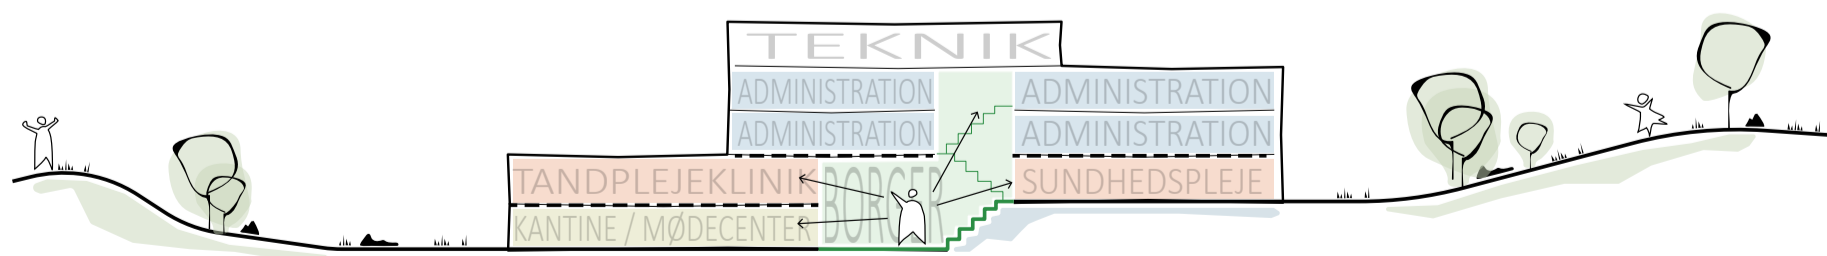 TEKNIK
ADMINISTRATION
ADMINISTRATION
ADMINISTRATION
ADMINISTRATION
TANDPLEJEKLINIK
BORGER
SUNDHEDSPLEJE
KANTINE / MØDECENTER